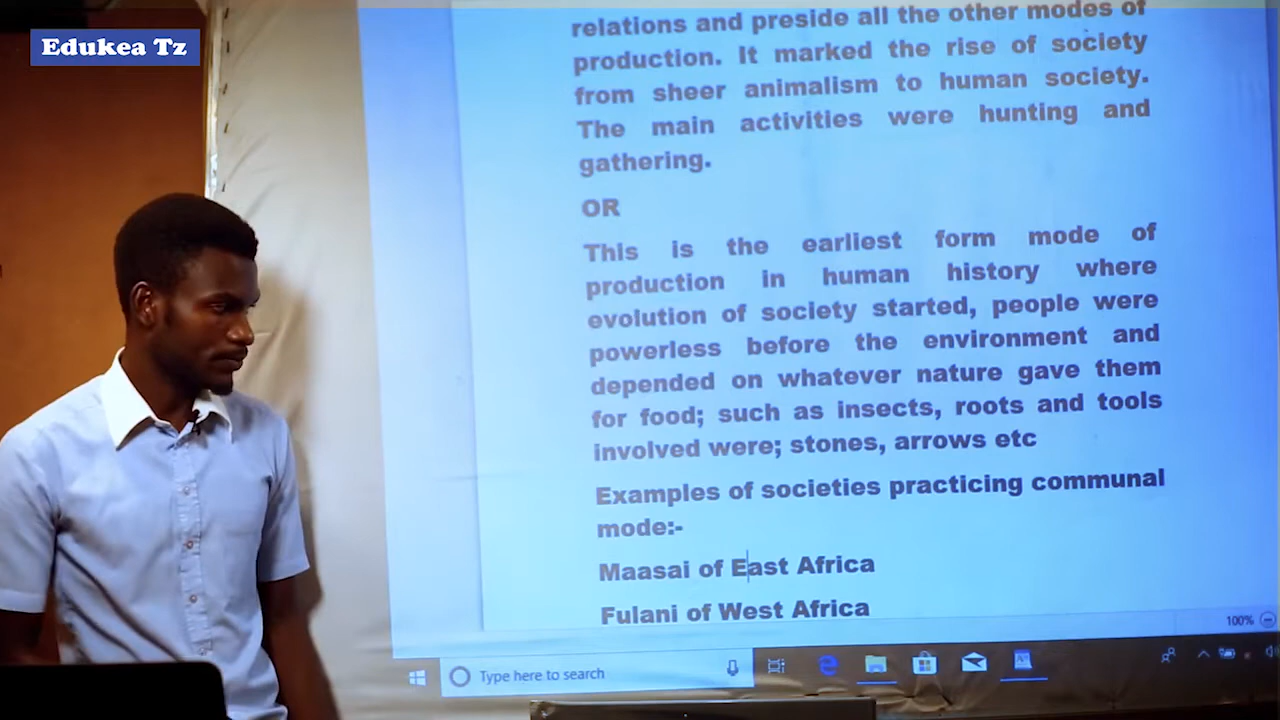 Edukea Tz
relations and preside all the other modes of
production. It marked the rise of society
from sheer animalism to human society.
The main activities were hunting and
gathering.
OR
This is the earliest form mode of
production in human history where
evolution of society started, people were
powerless before the environment and
depended on whatever nature gave them
for food; such as insects, roots and tools
involved were; stones, arrows etc
Examples of societies practicing communal
mode:-
Maasai of East Africa
Fulani of West Africa
100%
Type here to search